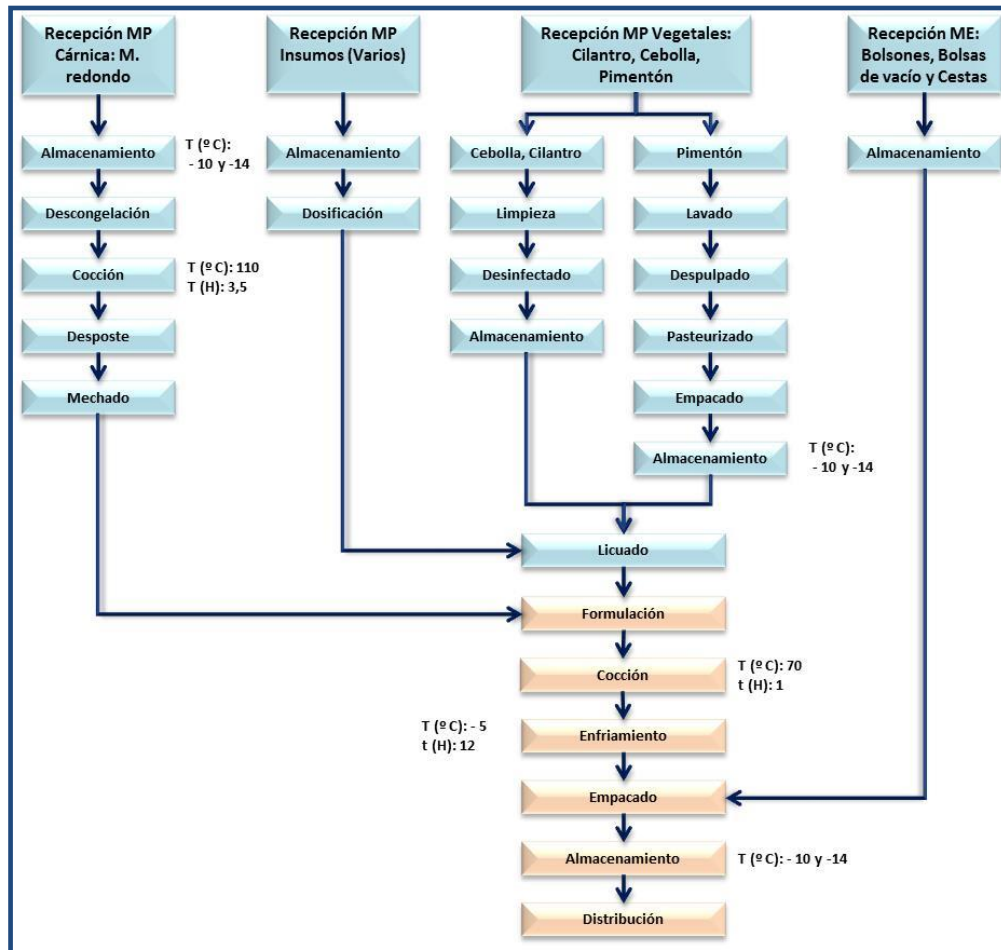 Recepción MP
Cárnica: M.
redondo
Recepción MP
Insumos (Varios)
Recepción MP Vegetales:
Cilantro, Cebolla,
Pimentón
Recepción ME:
Bolsones, Bolsas
de vacío y Cestas
Almacenamiento
T (º C):
- 10 y -14
Almacenamiento
Cebolla, Cilantro
Pimentón
Almacenamiento
Descongelación
Dosificación
Limpieza
Lavado
Cocción
T (º C): 110
T (H): 3,5
Desinfectado
Despulpado
Desposte
Almacenamiento
Pasteurizado
Mechado
Empacado
Almacenamiento
T (º C):
- 10 y -14
Licuado
Formulación
Cocción
T (º C): 70
t (H): 1
T (º C): - 5
t (H): 12
Enfriamiento
Empacado
Almacenamiento
T (º C): - 10 y -14
Distribución